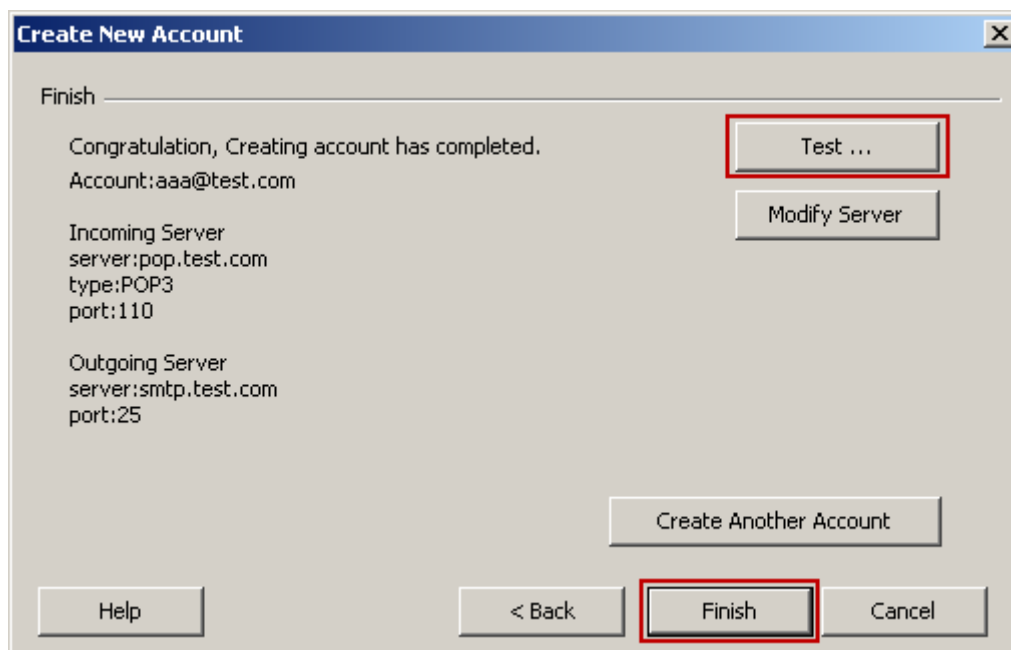 Create New Account
Finish
Congratulation, Creating account has completed.
Account:aaa@test.com
Test ...
Modify Server
Incoming Server
server:pop.test.com
type:POP3
port:110
Outgoing Server
server:smtp.test.com
port:25
Create Another Account
Help
< Back
Finish
Cancel